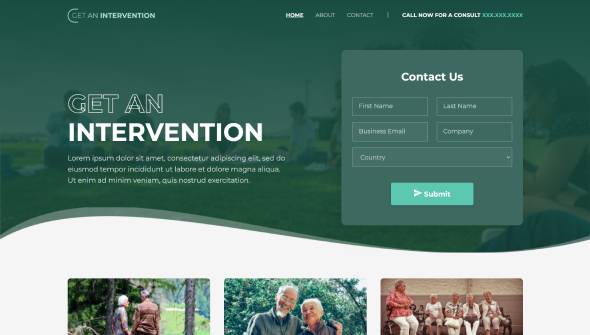 GET AN INTERVENTION
HOME ABOUT CONTACT | CALL NOW FOR A CONSULT XXX.XXX.XXXX
Contact Us
First Name Last Name
Business Email Company
Country
Submit
GET AN
INTERVENTION
Lorem ipsum dolor sit amet, consectetur adipiscing elit, sed do
eiusmod tempor incididunt ut labore et dolore magna aliqua.
Ut enim ad minim veniam, quis nostrud exercitation.